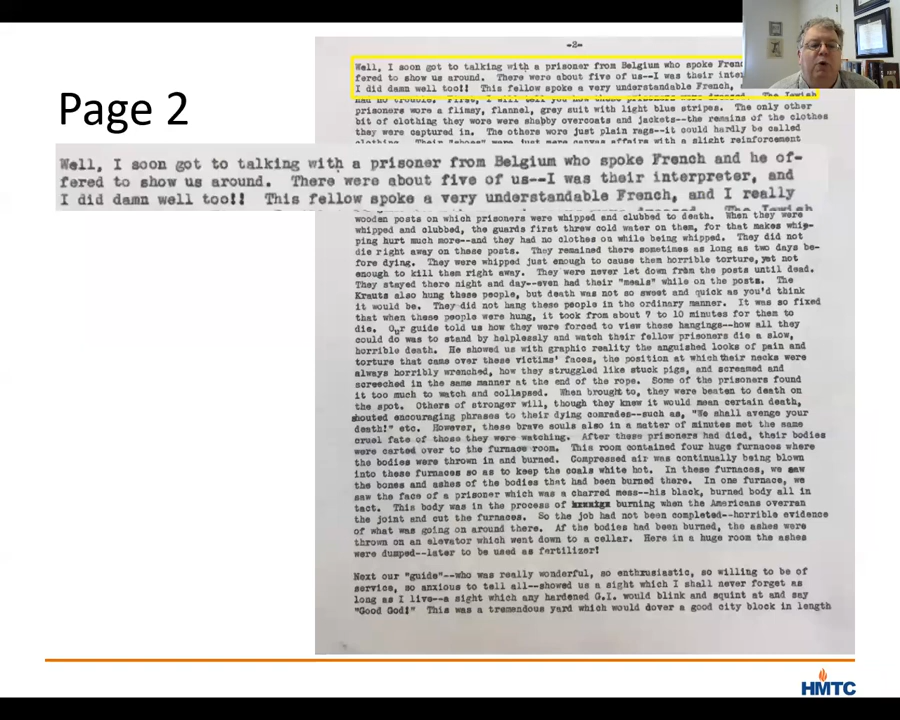 Page 2
-2-
Well, I soon got to talking with a prisoner from Belgium who spoke Fren
fered to show us around. There were about five of us--I was their inter
I did damn well too!! This fellow spoke a very understandable French,
had no trouble. First, I will tell you how these prisoners were dressed. The Jewish
prisoners wore a flimsy, flannel, grey suit with light blue stripes. The only other
bit of clothing they wore were shabby overcoats and jackets--the remains of the clothes
they were captured in. The others wore just plain rags--it could hardly be called
clothing. Their "shoes" were just mere canvas affairs with a slight reinforcement
Well, I soon got to talking with a prisoner from Belgium who spoke French and he of-
fered to show us around. There were about five of us--I was their interpreter, and
I did damn well too!! This fellow spoke a very understandable French, and I really
The Jewish
wooden posts on which prisoners were whipped and clubbed to death. When they were
whipped and clubbed, the guards first threw cold water on them, for that makes whip-
ping hurt much more--and they had no clothes on while being whipped. They did not
die right away on these posts. They remained there sometimes as long as two days be-
fore dying. They were whipped just enough to cause them horrible torture, yet not
enough to kill them right away. They were never let down from the posts until dead.
They stayed there night and day--even had their "meals" while on the posts. The
Krauts also hung these people, but death was not so sweet and quick as you'd think
it would be. They did not hang these people in the ordinary manner. It was so fixed
that when these people were hung, it took from about 7 to 10 minutes for them to
die. Our guide told us how they were forced to view these hangings--how all they
could do was to stand by helplessly and watch their fellow prisoners die a slow,
horrible death. He showed us with graphic reality the anguished looks of pain and
torture that came over these victims' faces, the position at which their necks were
always horribly wrenched, how they struggled like stuck pigs, and screamed and
screeched in the same manner at the end of the rope. Some of the prisoners found
it too much to watch and collapsed. When brought to, they were beaten to death on
the spot. Others of stronger will, though they knew it would mean certain death,
shouted encouraging phrases to their dying comrades--such as, "We shall avenge your
death!" etc. However, these brave souls also in a matter of minutes met the same
cruel fate of those they were watching. After these prisoners had died, their bodies
were carted over to the furnace room. This room contained four huge furnaces where
the bodies were thrown in and burned. Compressed air was continually being blown
into these furnaces so as to keep the coals white hot. In these furnaces, we saw
the bones and ashes of the bodies that had been burned there. In one furnace, we
saw the face of a prisoner which was a charred mess--his black, burned body all in
tact. This body was in the process of burning when the Americans overran
the joint and cut the furnaces. So the job had not been completed--horrible evidence
of what was going on around there. Af the bodies had been burned, the ashes were
thrown on an elevator which went down to a cellar. Here in a huge room the ashes
were dumped--later to be used as fertilizer!
Next our "guide"--who was really wonderful, so enthusiastic, so willing to be of
service, so anxious to tell all--showed us a sight which I shall never forget as
long as I live--a sight which any hardened G.I. would blink and squint at and say
"Good God!" This was a tremendous yard which would dover a good city block in length
HMTC